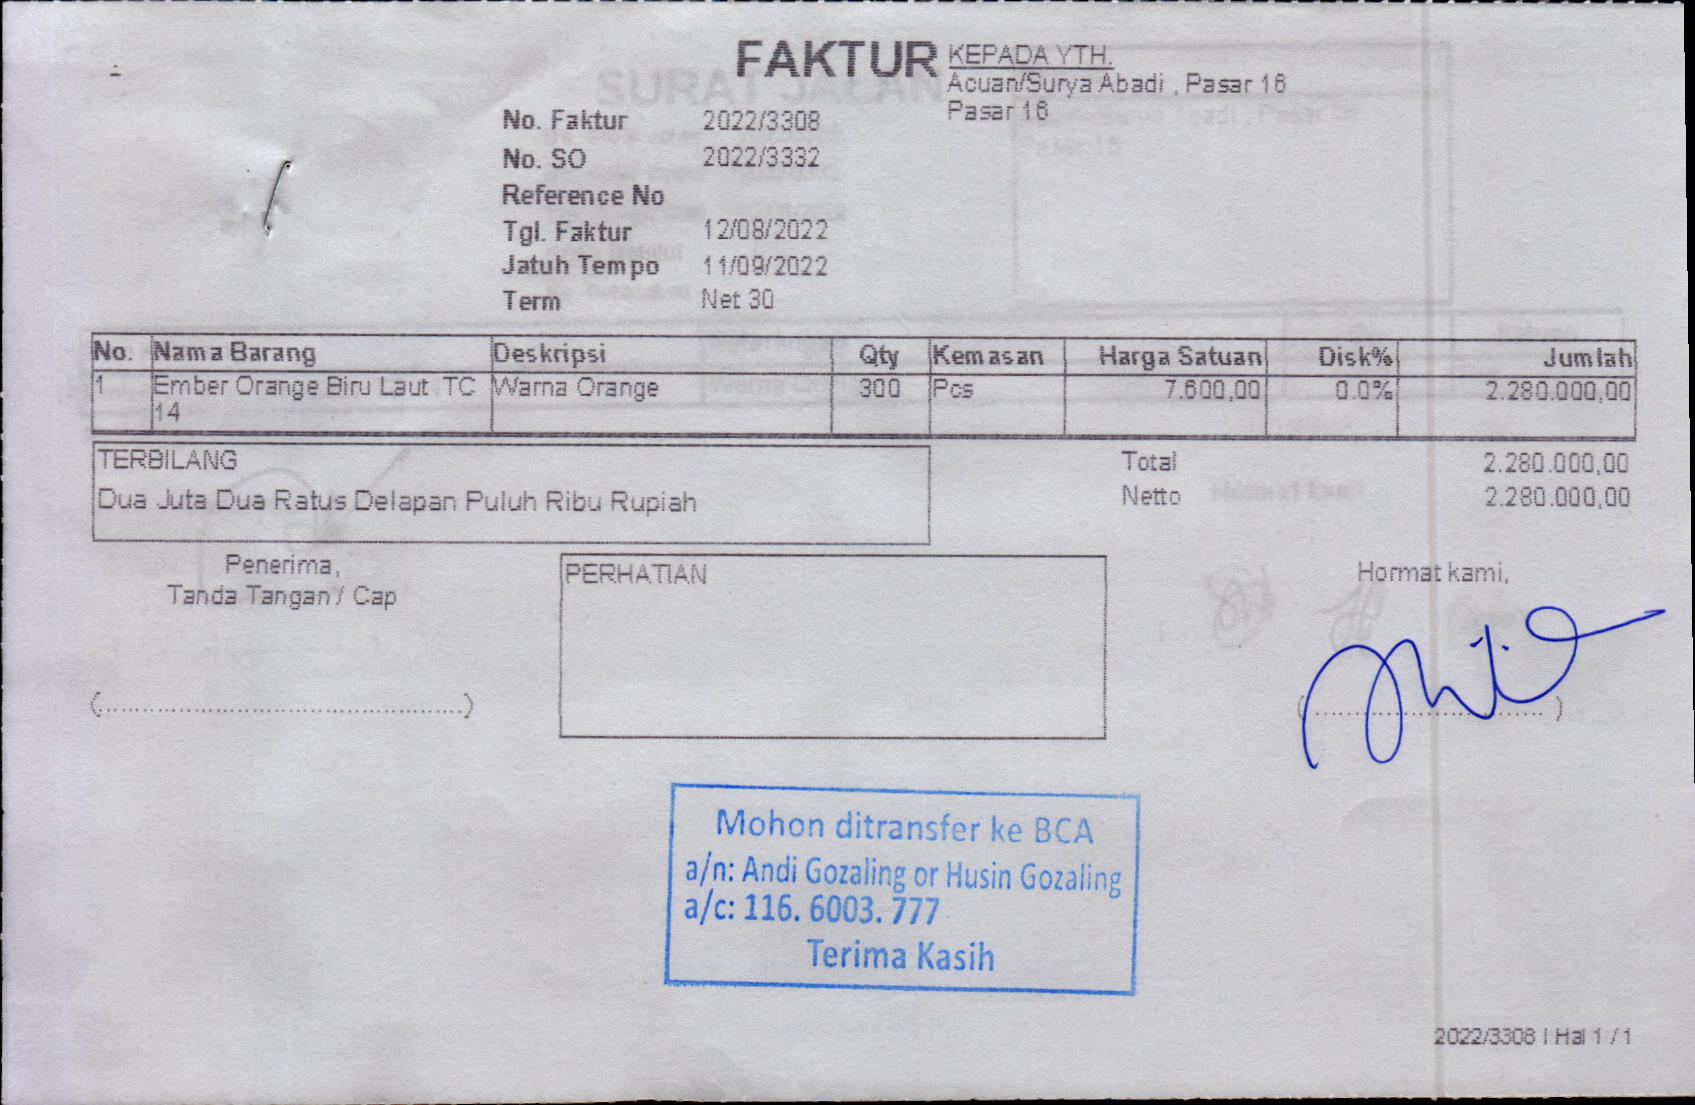 FAKTUR
KEPADA YTH.
Acuan/Surya Abadi , Pasar 16
Pasar 16
No. Faktur 2022/3308
No. SO 2022/3332
Reference No
Tgl. Faktur 12/08/2022
Jatuh Tempo 11/09/2022
Term Net 30
No. Nama Barang Deskripsi Qty Kemasan Harga Satuan Disk% Jumlah
1 Ember Orange Biru Laut TC Warna Orange 300 Pcs 7.600,00 0.0% 2.280.000,00
14
TERBILANG
Dua Juta Dua Ratus Delapan Puluh Ribu Rupiah
Total 2.280.000,00
Netto 2.280.000,00
Penerima,
Tanda Tangan / Cap
(................................................)
PERHATIAN
Hormat kami,
(................................)
Mohon ditransfer ke BCA
a/n: Andi Gozaling or Husin Gozaling
a/c: 116. 6003. 777
Terima Kasih
2022/3308 | Hal 1 / 1